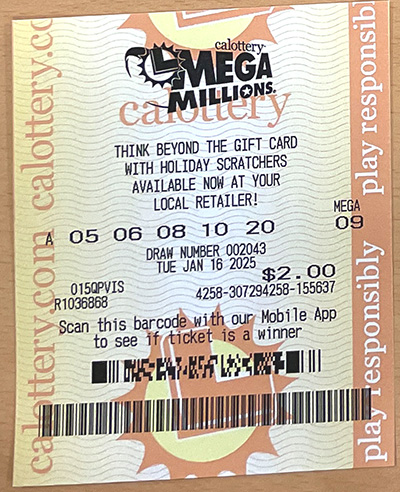 calottery
MEGA
MILLIONS.
calottery
THINK BEYOND THE GIFT CARD
WITH HOLIDAY SCRATCHERS
AVAILABLE NOW AT YOUR
LOCAL RETAILER!
MEGA
A 05 06 08 10 20 09
DRAW NUMBER 002043
TUE JAN 16 2025
$2.00
015QPVIS
R1036868
4258-307294258-155637
Scan this barcode with our Mobile App
to see if ticket is a winner
calottery.com calottery.co
play responsibly play responsibly